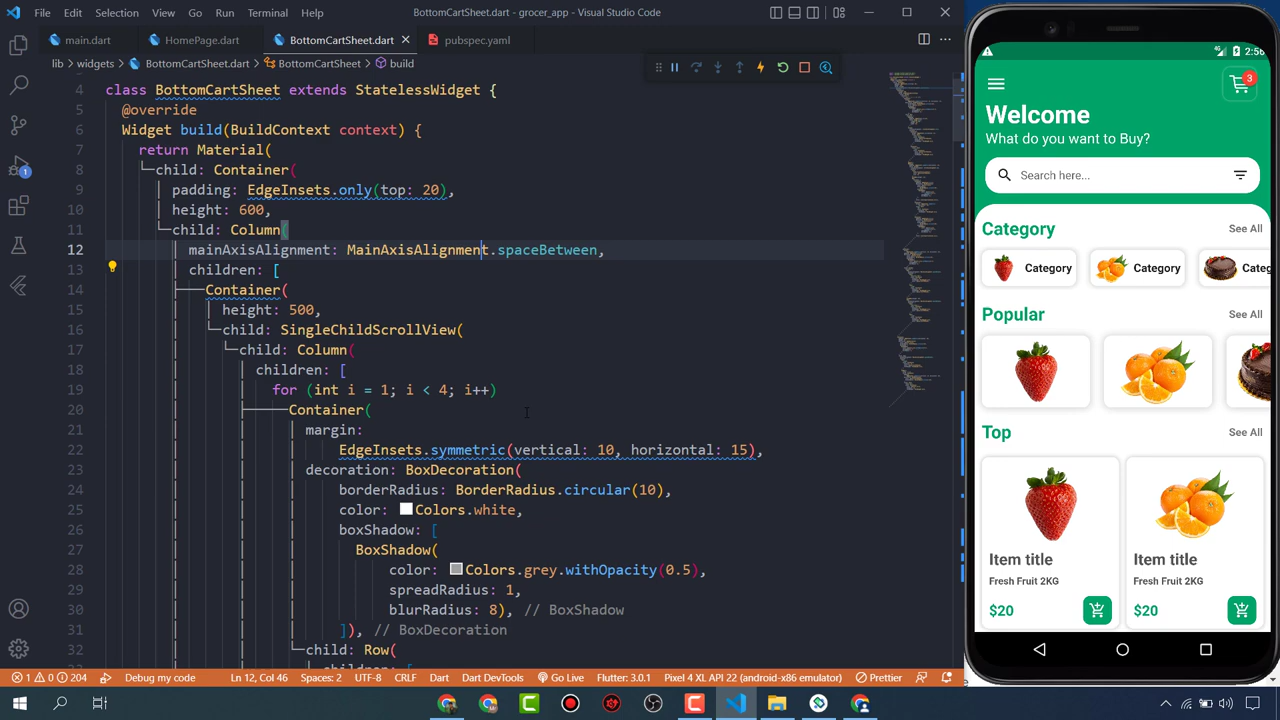 File Edit Selection View Go Run Terminal Help
BottomCartSheet.dart - grocer_app - Visual Studio Code
main.dart
HomePage.dart
BottomCartSheet.dart
pubspec.yaml
lib > widgets > BottomCartSheet.dart > BottomCartSheet > build
4 class BottomCartSheet extends StatelessWidget {
5 @override
6 Widget build(BuildContext context) {
7 return Material(
8 child: Container(
9 padding: EdgeInsets.only(top: 20),
10 height: 600,
11 child: Column(
12 mainAxisAlignment: MainAxisAlignment.spaceBetween,
13 children: [
14 Container(
15 height: 500,
16 child: SingleChildScrollView(
17 child: Column(
18 children: [
19 for (int i = 1; i < 4; i++)
20 Container(
21 margin:
22 EdgeInsets.symmetric(vertical: 10, horizontal: 15),
23 decoration: BoxDecoration(
24 borderRadius: BorderRadius.circular(10),
25 color: Colors.white,
26 boxShadow: [
27 BoxShadow(
28 color: Colors.grey.withOpacity(0.5),
29 spreadRadius: 1,
30 blurRadius: 8), // BoxShadow
31 ]), // BoxDecoration
32 child: Row(
1
1 0 204
Debug my code
Ln 12, Col 46
Spaces: 2
UTF-8
CRLF
Dart
Dart DevTools
Go Live
Flutter: 3.0.1
Pixel 4 XL API 22 (android-x86 emulator)
Prettier
2:56
3
Welcome
What do you want to Buy?
Search here...
Category
See All
Category
Category
Popular
See All
Top
See All
Item title
Item title
Fresh Fruit 2KG
Fresh Fruit 2KG
$20
$20